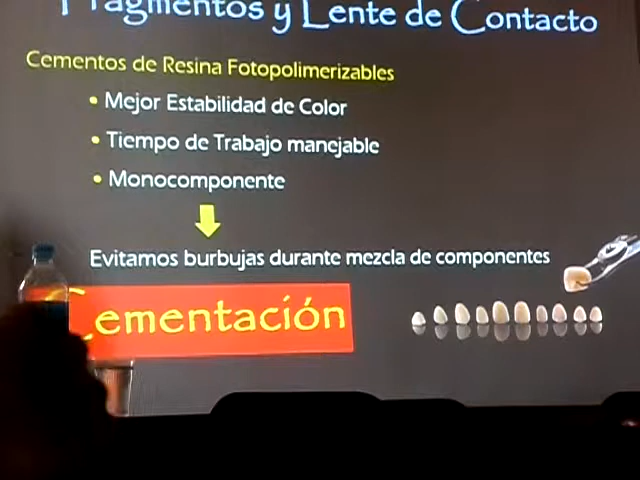 Fragmentos y Lente de Contacto
Cementos de Resina Fotopolimerizables
• Mejor Estabilidad de Color
• Tiempo de Trabajo manejable
• Monocomponente
Evitamos burbujas durante mezcla de componentes
Cementación